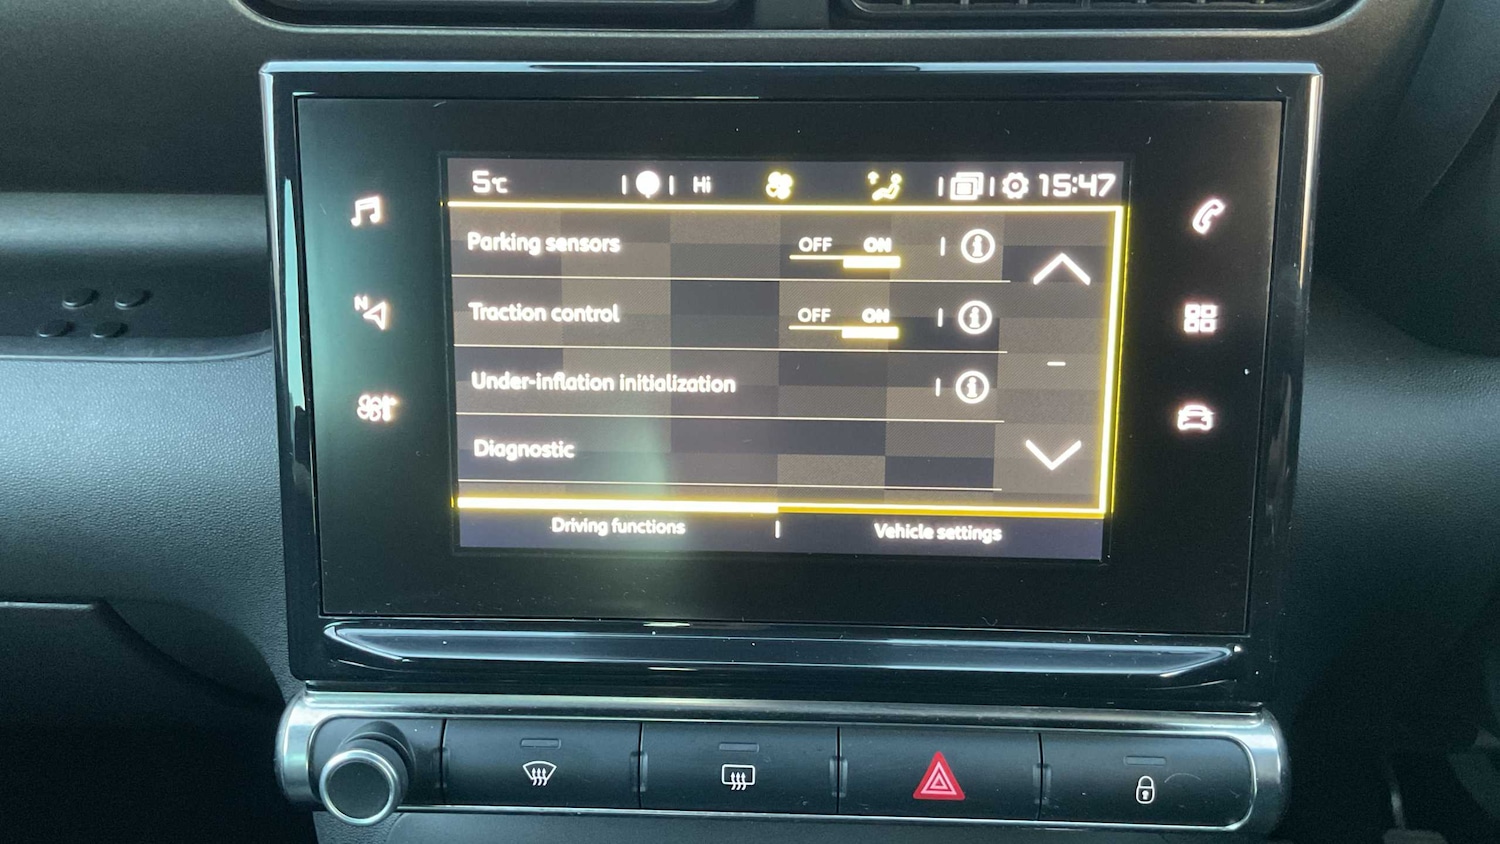 5°C Hi 15:47
Parking sensors OFF ON
N
Traction control OFF ON
Under-inflation initialization
Diagnostic
Driving functions Vehicle settings